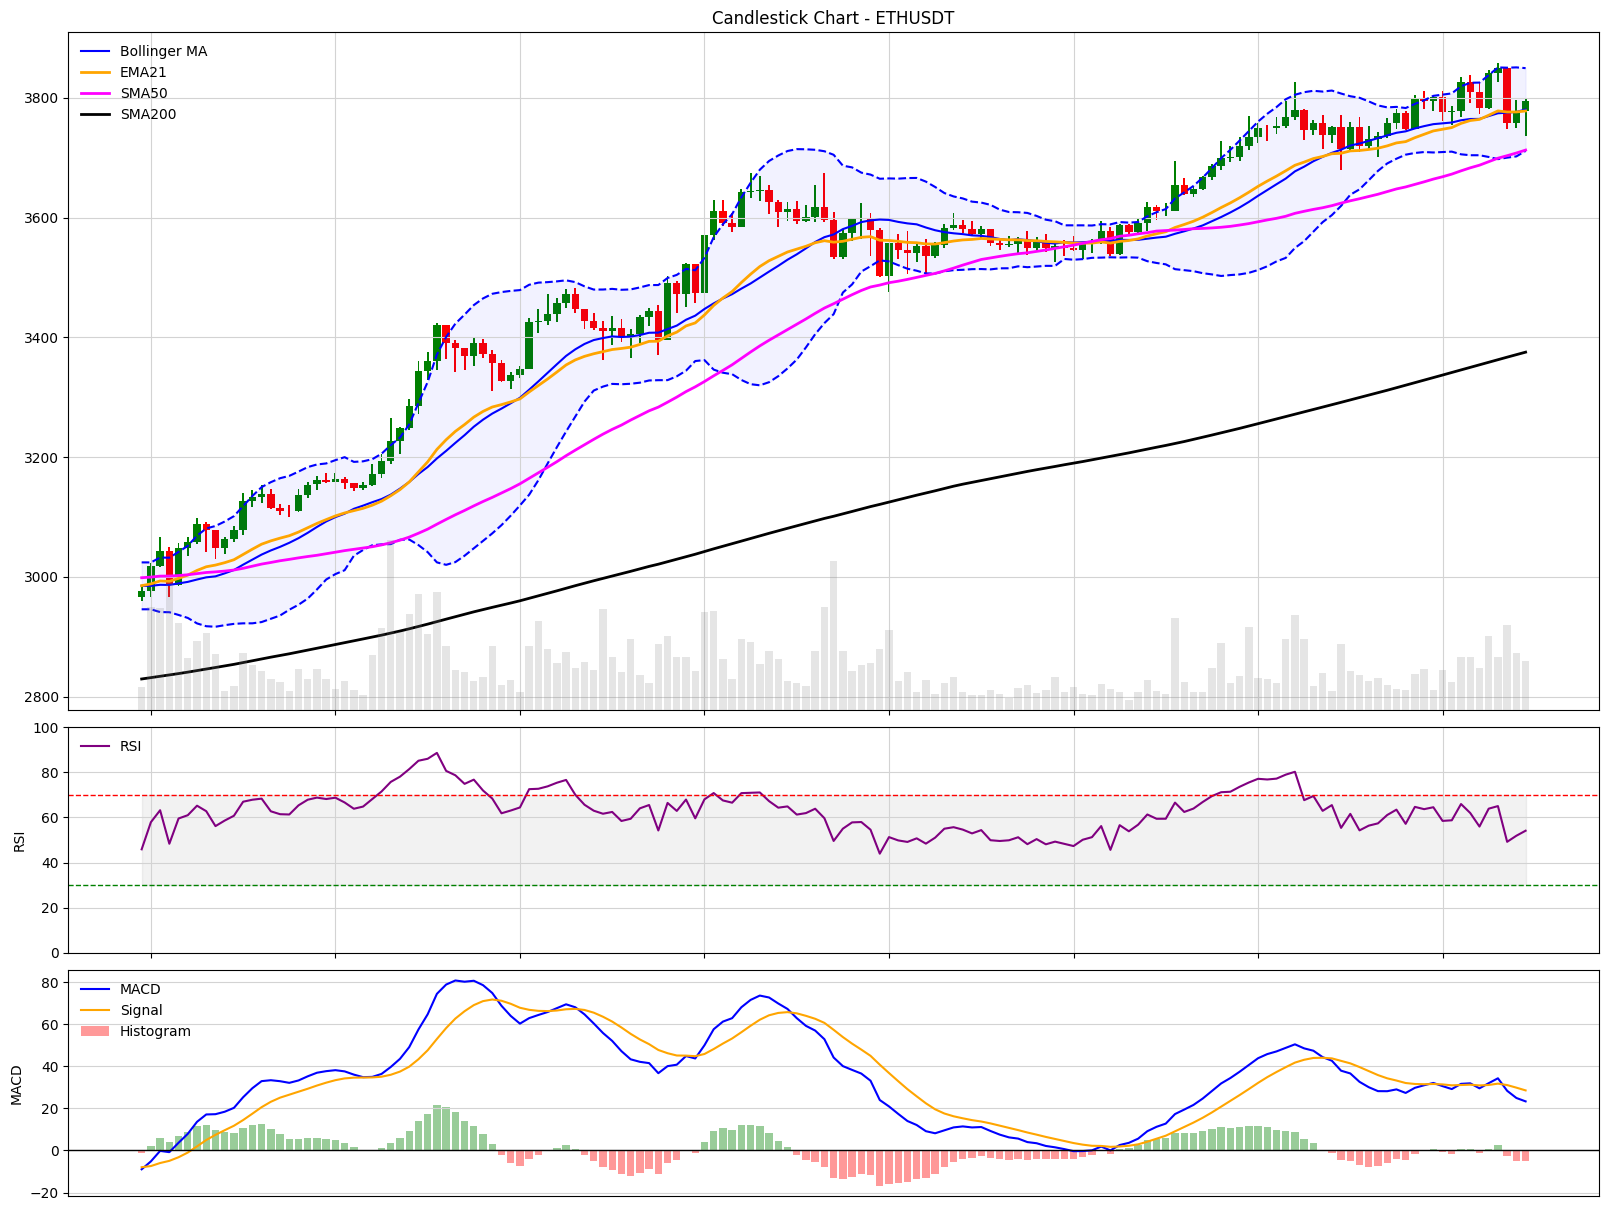 Candlestick Chart - ETHUSDT
Bollinger MA
EMA21
SMA50
SMA200
3800
3600
3400
3200
3000
2800
RSI
100
80
60
40
20
0
RSI
MACD
Signal
Histogram
80
60
40
20
0
−20
MACD